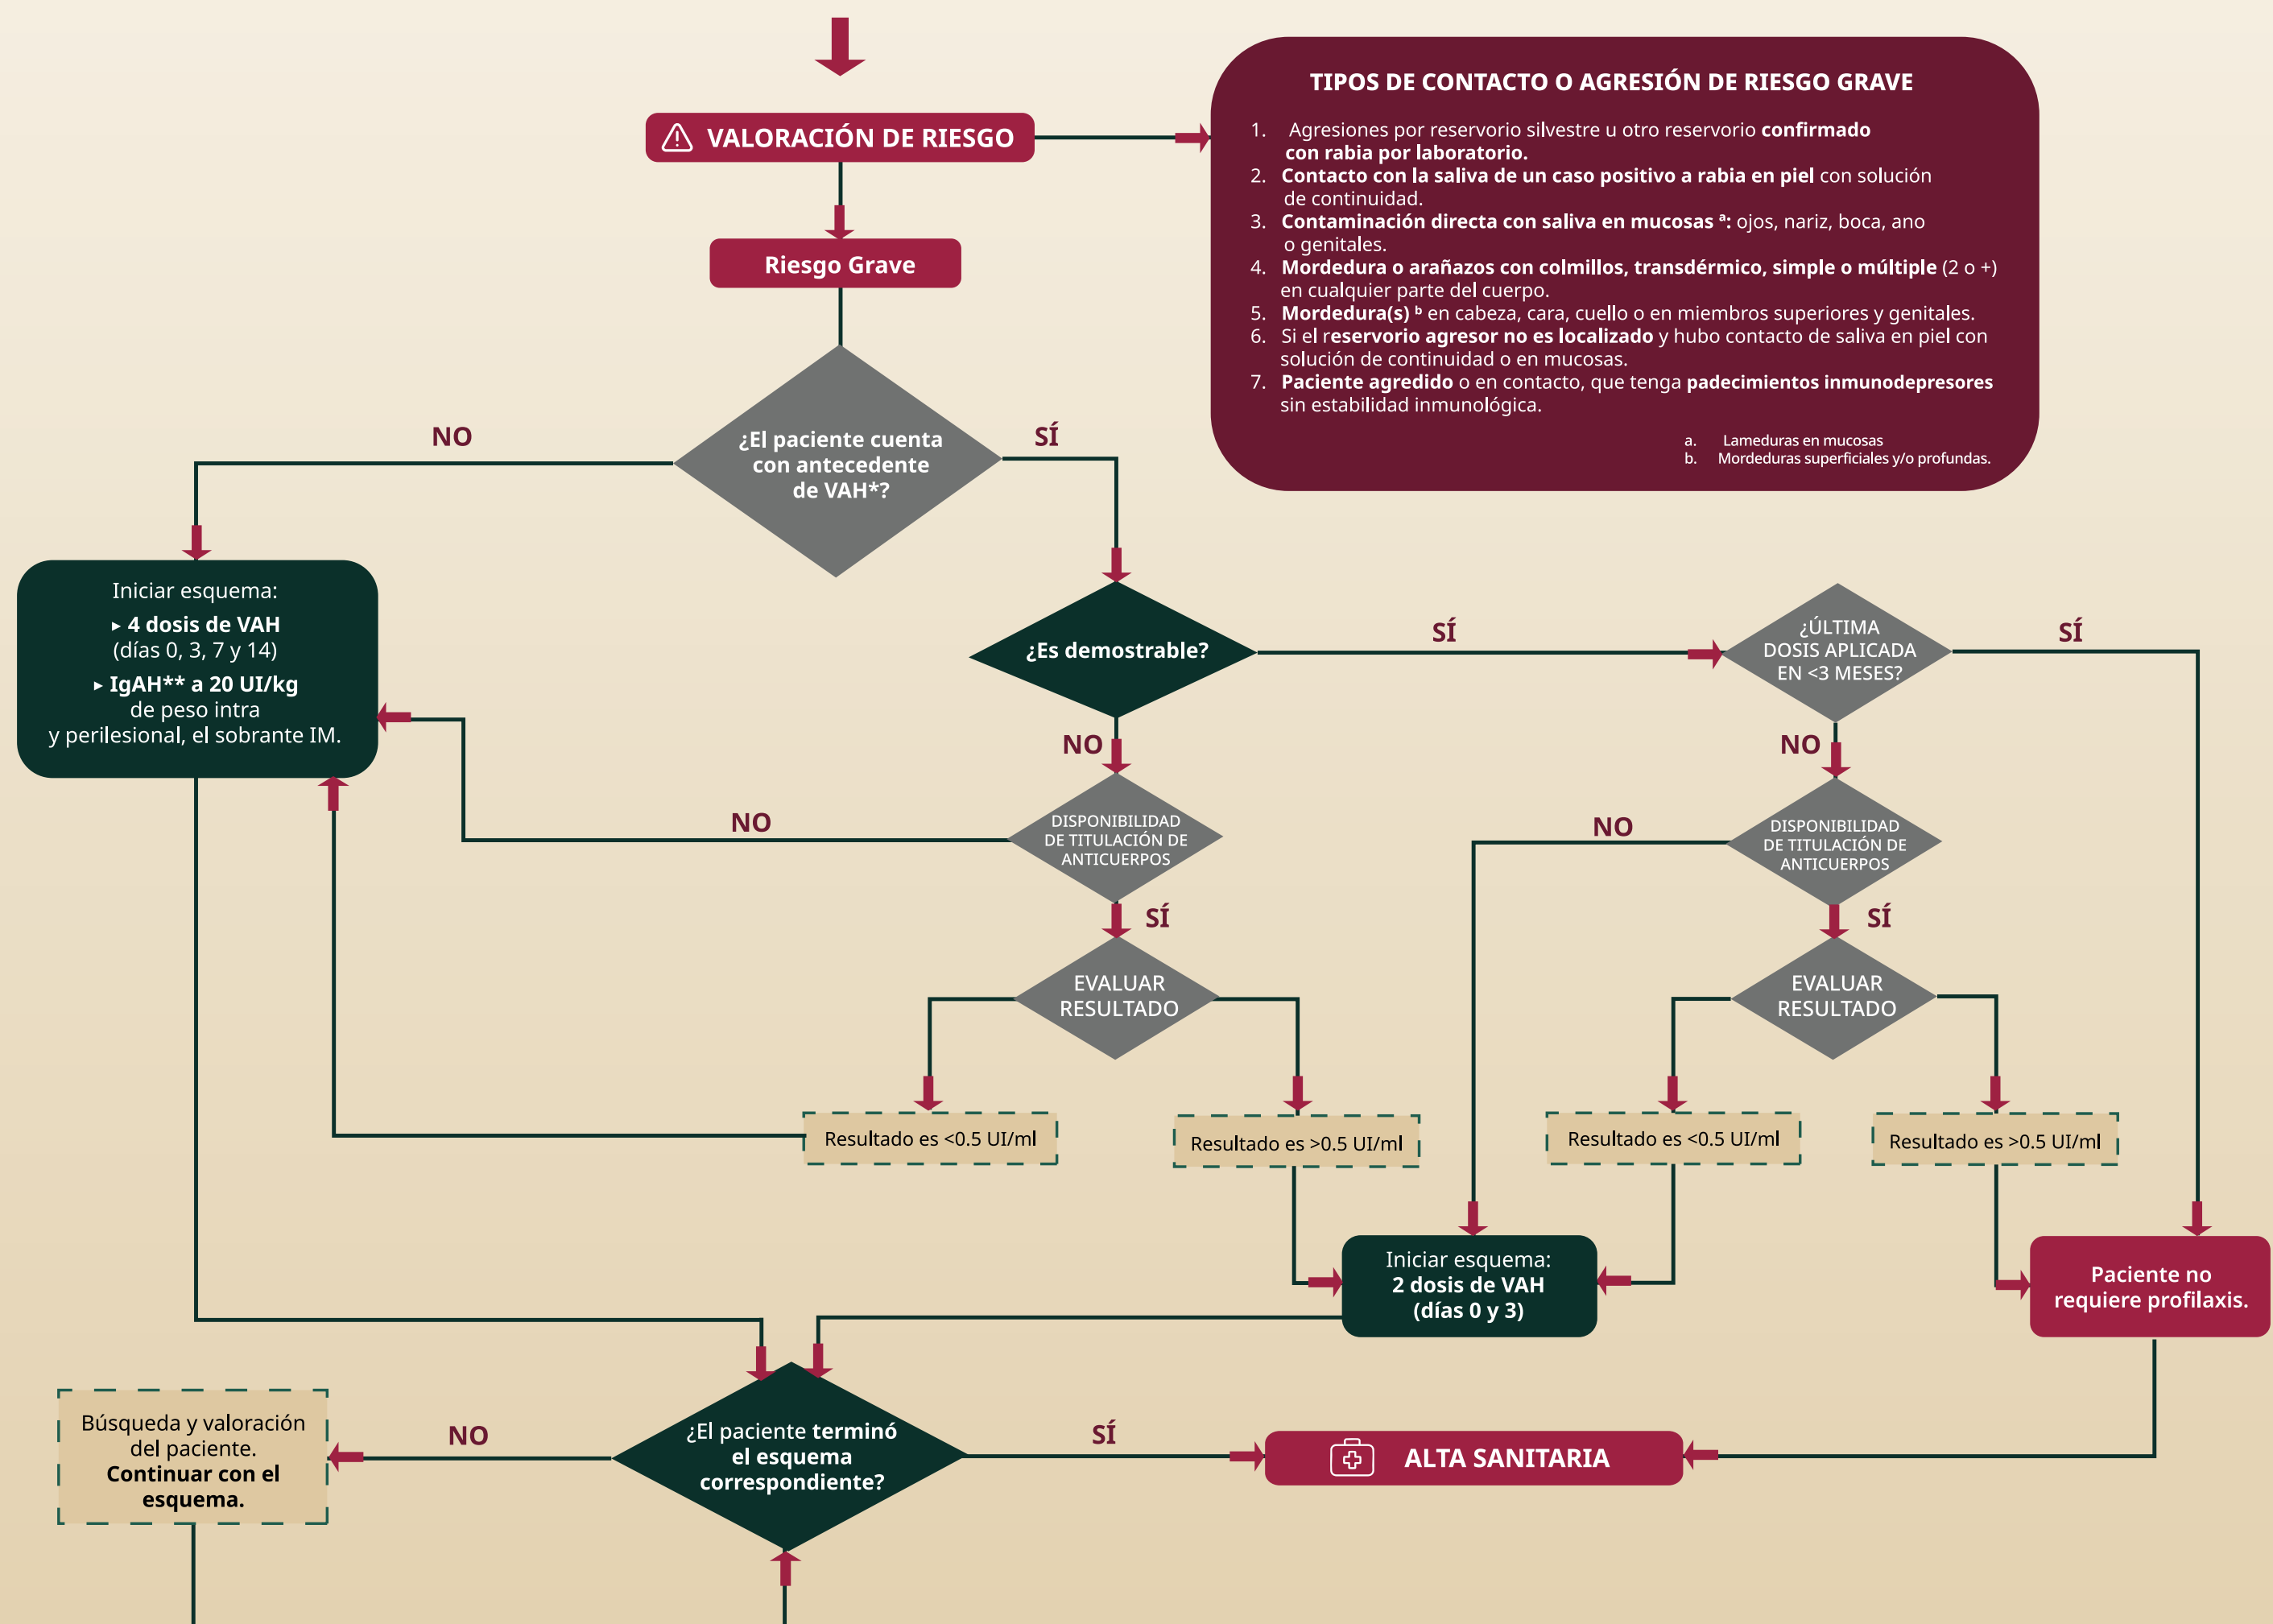 VALORACIÓN DE RIESGO
TIPOS DE CONTACTO O AGRESIÓN DE RIESGO GRAVE
1. Agresiones por reservorio silvestre u otro reservorio confirmado
con rabia por laboratorio.
2. Contacto con la saliva de un caso positivo a rabia en piel con solución
de continuidad.
3. Contaminación directa con saliva en mucosas ª: ojos, nariz, boca, ano
o genitales.
4. Mordedura o arañazos con colmillos, transdérmico, simple o múltiple (2 o +)
en cualquier parte del cuerpo.
5. Mordedura(s) ᵇ en cabeza, cara, cuello o en miembros superiores y genitales.
6. Si el reservorio agresor no es localizado y hubo contacto de saliva en piel con
solución de continuidad o en mucosas.
7. Paciente agredido o en contacto, que tenga padecimientos inmunodepresores
sin estabilidad inmunológica.
a. Lameduras en mucosas
b. Mordeduras superficiales y/o profundas.
Riesgo Grave
¿El paciente cuenta
con antecedente
de VAH*?
NO
SÍ
Iniciar esquema:
▸ 4 dosis de VAH
(días 0, 3, 7 y 14)
▸ IgAH** a 20 UI/kg
de peso intra
y perilesional, el sobrante IM.
¿Es demostrable?
SÍ
¿ÚLTIMA
DOSIS APLICADA
EN <3 MESES?
SÍ
NO
NO
DISPONIBILIDAD
DE TITULACIÓN DE
ANTICUERPOS
NO
SÍ
DISPONIBILIDAD
DE TITULACIÓN DE
ANTICUERPOS
NO
SÍ
EVALUAR
RESULTADO
EVALUAR
RESULTADO
Resultado es <0.5 UI/ml
Resultado es >0.5 UI/ml
Resultado es <0.5 UI/ml
Resultado es >0.5 UI/ml
Iniciar esquema:
2 dosis de VAH
(días 0 y 3)
Paciente no
requiere profilaxis.
Búsqueda y valoración
del paciente.
Continuar con el
esquema.
NO
¿El paciente terminó
el esquema
correspondiente?
SÍ
ALTA SANITARIA